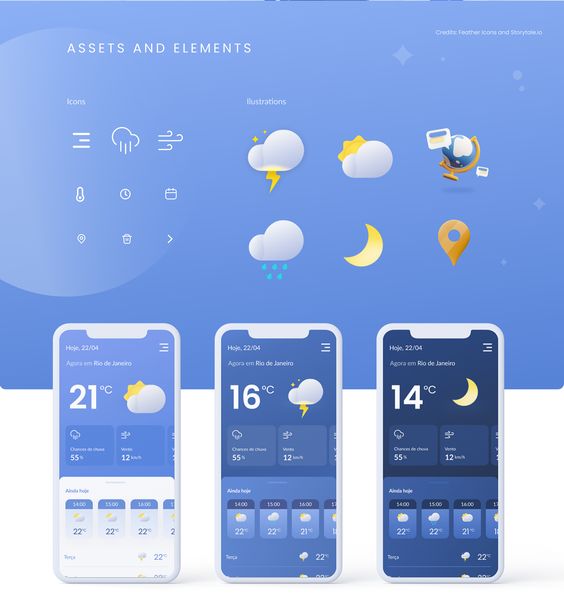 ASSETS AND ELEMENTS
Credits: Feather Icons and Storytale.io
Icons
Ilustrations
Hoje, 22/04
Agora em Rio de Janeiro
21°C
Chances de chuva
55%
Vento
12 km/h
Ainda hoje
14:00
15:00
16:00
22°C
22°C
22°C
Terça
22°C
Hoje, 22/04
Agora em Rio de Janeiro
16°C
Chances de chuva
55%
Vento
12 km/h
Ainda hoje
14:00
15:00
16:00
22°C
22°C
21°C
Terça
22°C
Hoje, 22/04
Agora em Rio de Janeiro
14°C
Chances de chuva
55%
Vento
12 km/h
Ainda hoje
14:00
15:00
16:00
22°C
22°C
21°C
Terça
22°C